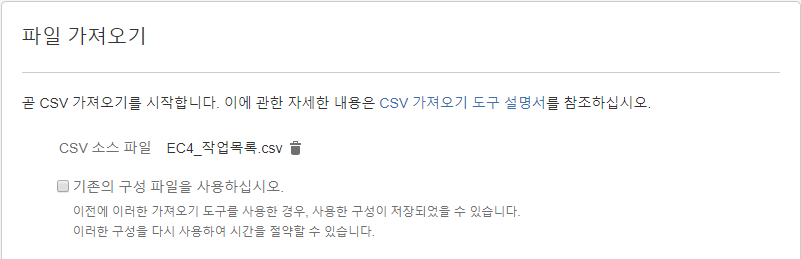 파일 가져오기
곧 CSV 가져오기를 시작합니다. 이에 관한 자세한 내용은 CSV 가져오기 도구 설명서를 참조하십시오.
CSV 소스 파일 EC4_작업목록.csv
기존의 구성 파일을 사용하십시오.
이전에 이러한 가져오기 도구를 사용한 경우, 사용한 구성이 저장되었을 수 있습니다.
이러한 구성을 다시 사용하여 시간을 절약할 수 있습니다.